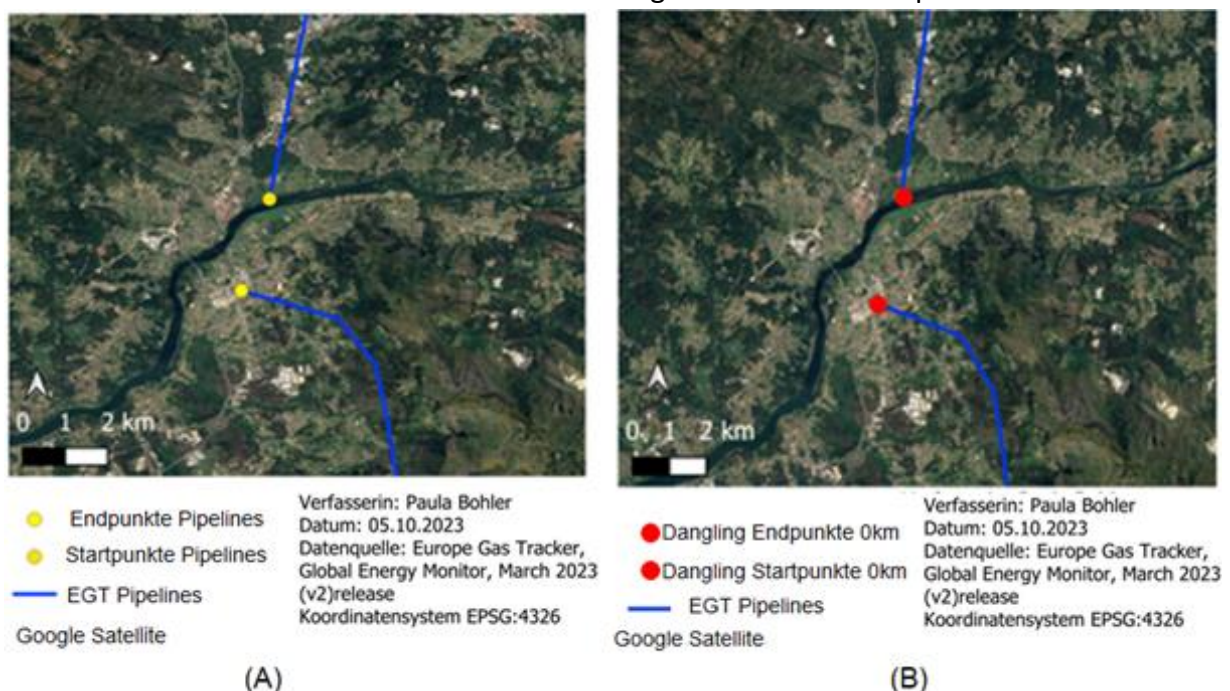 0 1 2 km
Endpunkte Pipelines
Startpunkte Pipelines
EGT Pipelines
Google Satellite
Verfasserin: Paula Bohler
Datum: 05.10.2023
Datenquelle: Europe Gas Tracker,
Global Energy Monitor, March 2023
(v2)release
Koordinatensystem EPSG:4326
(A)
0 1 2 km
Dangling Endpunkte 0km
Dangling Startpunkte 0km
EGT Pipelines
Google Satellite
Verfasserin: Paula Bohler
Datum: 05.10.2023
Datenquelle: Europe Gas Tracker,
Global Energy Monitor, March 2023
(v2)release
Koordinatensystem EPSG:4326
(B)